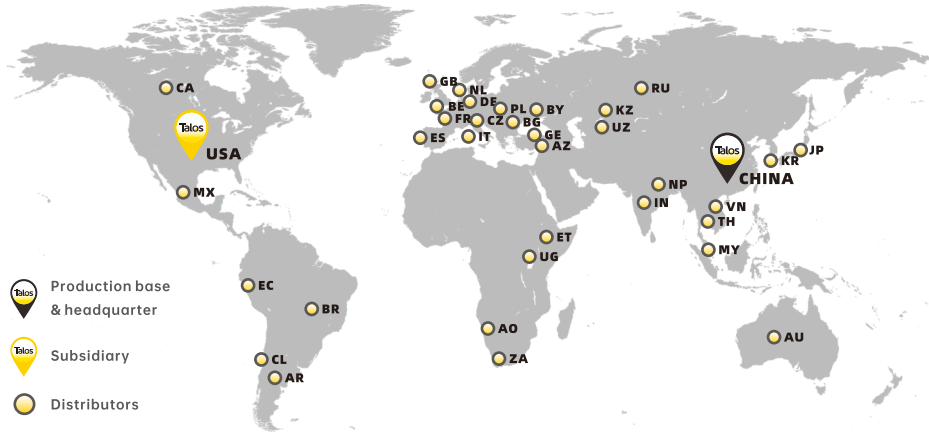 GB
CA
NL
RU
DE
BE
PL
BY
KZ
FR
CZ
BG
UZ
Talos
ES
IT
GE
AZ
USA
Talos
JP
KR
CHINA
MX
NP
IN
VN
TH
ET
MY
UG
EC
Talos
Production base
& headquarter
BR
AO
AU
Talos
Subsidiary
CL
ZA
AR
Distributors